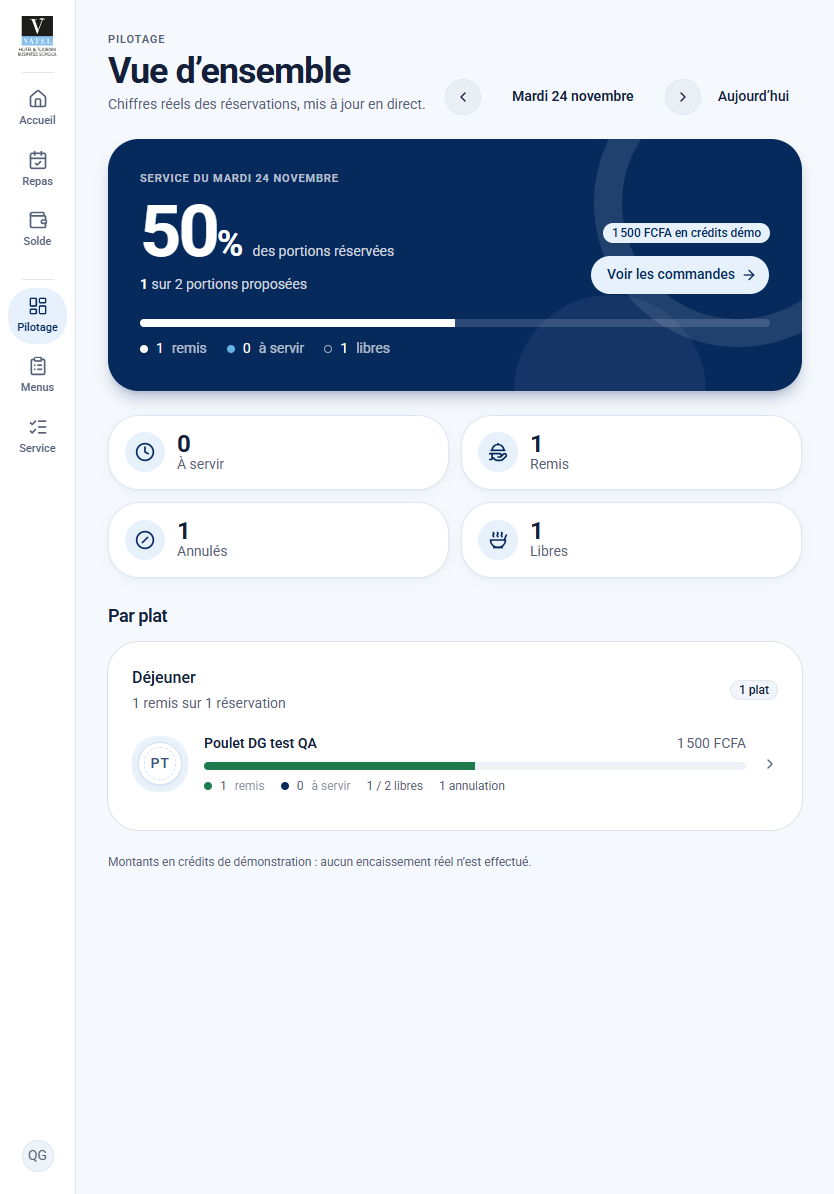 V
VATEL
HOTEL & TOURISM
BUSINESS SCHOOL
Accueil
Repas
Solde
Pilotage
Menus
Service
QG
PILOTAGE
Vue d’ensemble
Chiffres réels des réservations, mis à jour en direct.
Mardi 24 novembre
Aujourd’hui
SERVICE DU MARDI 24 NOVEMBRE
50% des portions réservées
1 sur 2 portions proposées
1 500 FCFA en crédits démo
Voir les commandes
1 remis 0 à servir 1 libres
0
À servir
1
Remis
1
Annulés
1
Libres
Par plat
Déjeuner
1 remis sur 1 réservation
1 plat
PT
Poulet DG test QA
1 500 FCFA
1 remis 0 à servir 1 / 2 libres 1 annulation
Montants en crédits de démonstration : aucun encaissement réel n’est effectué.